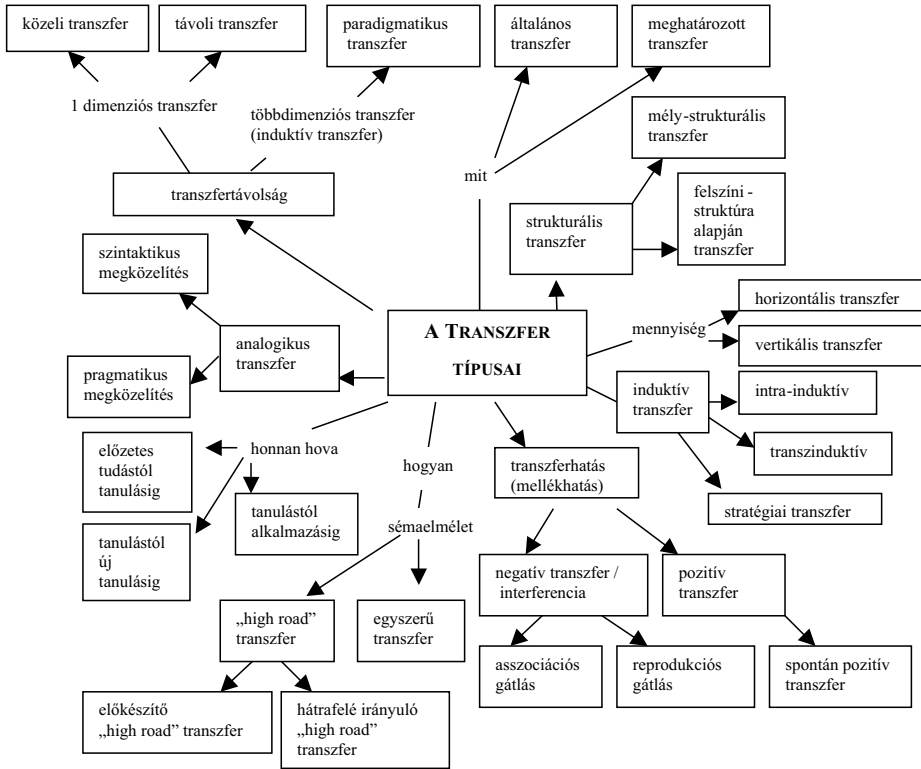 közeli transzfer
távoli transzfer
paradigmatikus
transzfer
általános
transzfer
meghatározott
transzfer
1 dimenziós transzfer
többdimenziós transzfer
(induktív transzfer)
mit
mély-strukturális
transzfer
transzfertávolság
strukturális
transzfer
felszíni -
struktúra
alapján
transzfer
szintaktikus
megközelítés
analogikus
transzfer
pragmatikus
megközelítés
A TRANSZFER
TÍPUSAI
mennyiség
horizontális transzfer
vertikális transzfer
induktív
transzfer
intra-induktív
transzinduktív
stratégiai transzfer
honnan hova
előzetes
tudástól
tanulásig
tanulástól
alkalmazásig
tanulástól
új
tanulásig
hogyan
sémaelmélet
transzferhatás
(mellékhatás)
„high road”
transzfer
egyszerű
transzfer
negatív transzfer /
interferencia
pozitív
transzfer
asszociációs
gátlás
reprodukciós
gátlás
spontán pozitív
transzfer
előkészítő
„high road” transzfer
hátrafelé irányuló
„high road”
transzfer